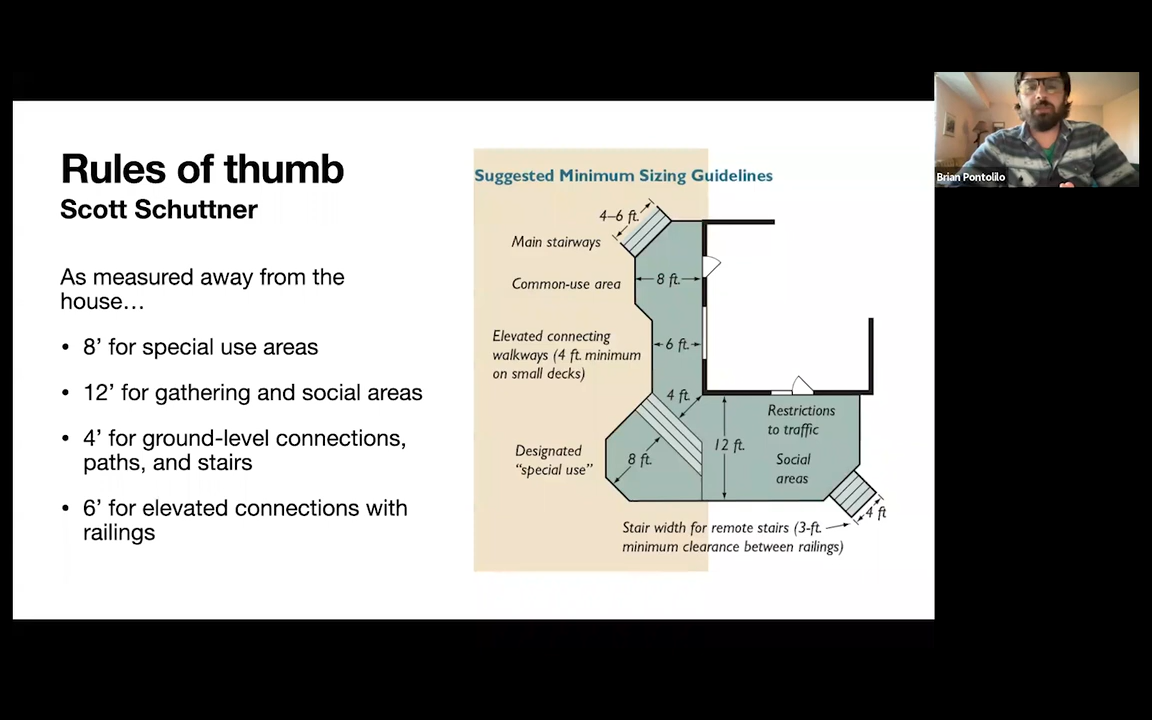 Rules of thumb
Scott Schuttner
As measured away from the
house…
• 8’ for special use areas
• 12’ for gathering and social areas
• 4’ for ground-level connections,
paths, and stairs
• 6’ for elevated connections with
railings
Suggested Minimum Sizing Guidelines
4–6 ft.
Main stairways
Common-use area
8 ft.
Elevated connecting
walkways (4 ft. minimum
on small decks)
6 ft.
4 ft.
Restrictions
to traffic
12 ft.
Social
areas
Designated
“special use”
8 ft.
4 ft
Stair width for remote stairs (3-ft.
minimum clearance between railings)
Brian Pontolilo